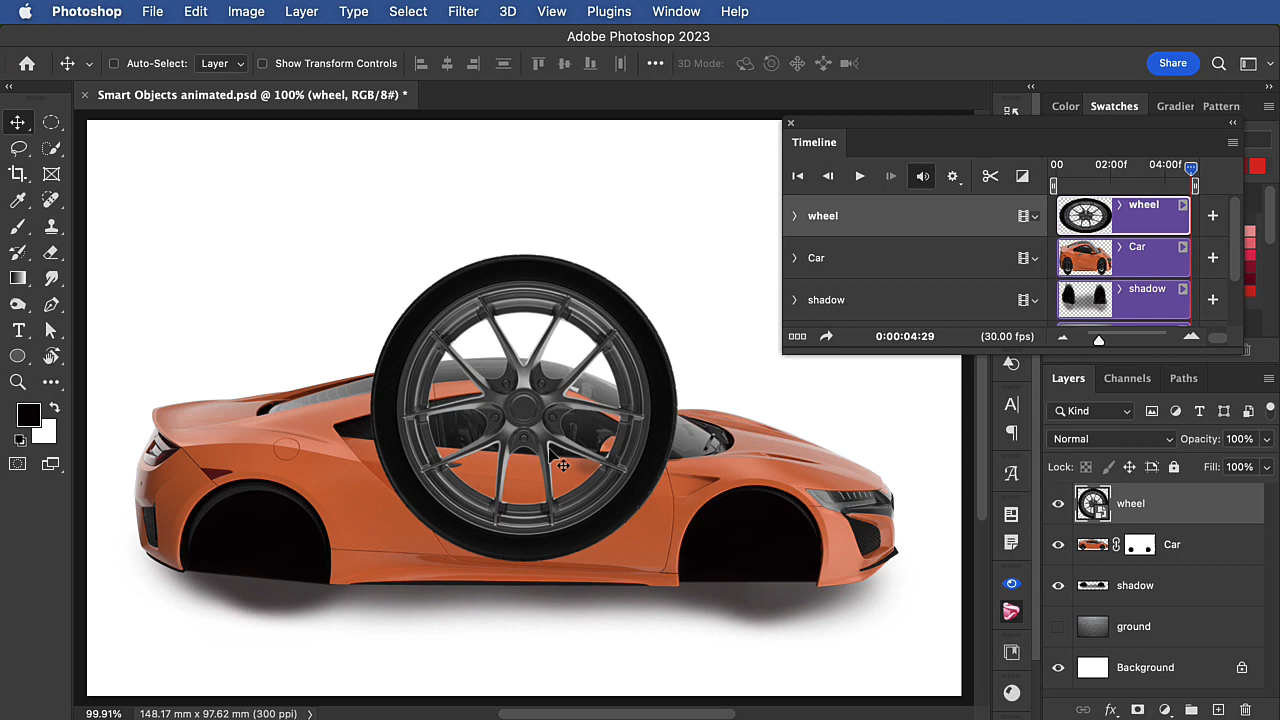 Photoshop File Edit Image Layer Type Select Filter 3D View Plugins Window Help
Adobe Photoshop 2023
Auto-Select: Layer Show Transform Controls 3D Mode: Share
Smart Objects animated.psd @ 100% (wheel, RGB/8#) *
Color Swatches Gradier Pattern
Timeline
00 02:00f 04:00f
wheel wheel
Car Car
shadow shadow
0:00:04:29 (30.00 fps)
Layers Channels Paths
Kind
Normal Opacity: 100%
Lock: Fill: 100%
wheel
Car
shadow
ground
Background
99.91% 148.17 mm x 97.62 mm (300 ppi)